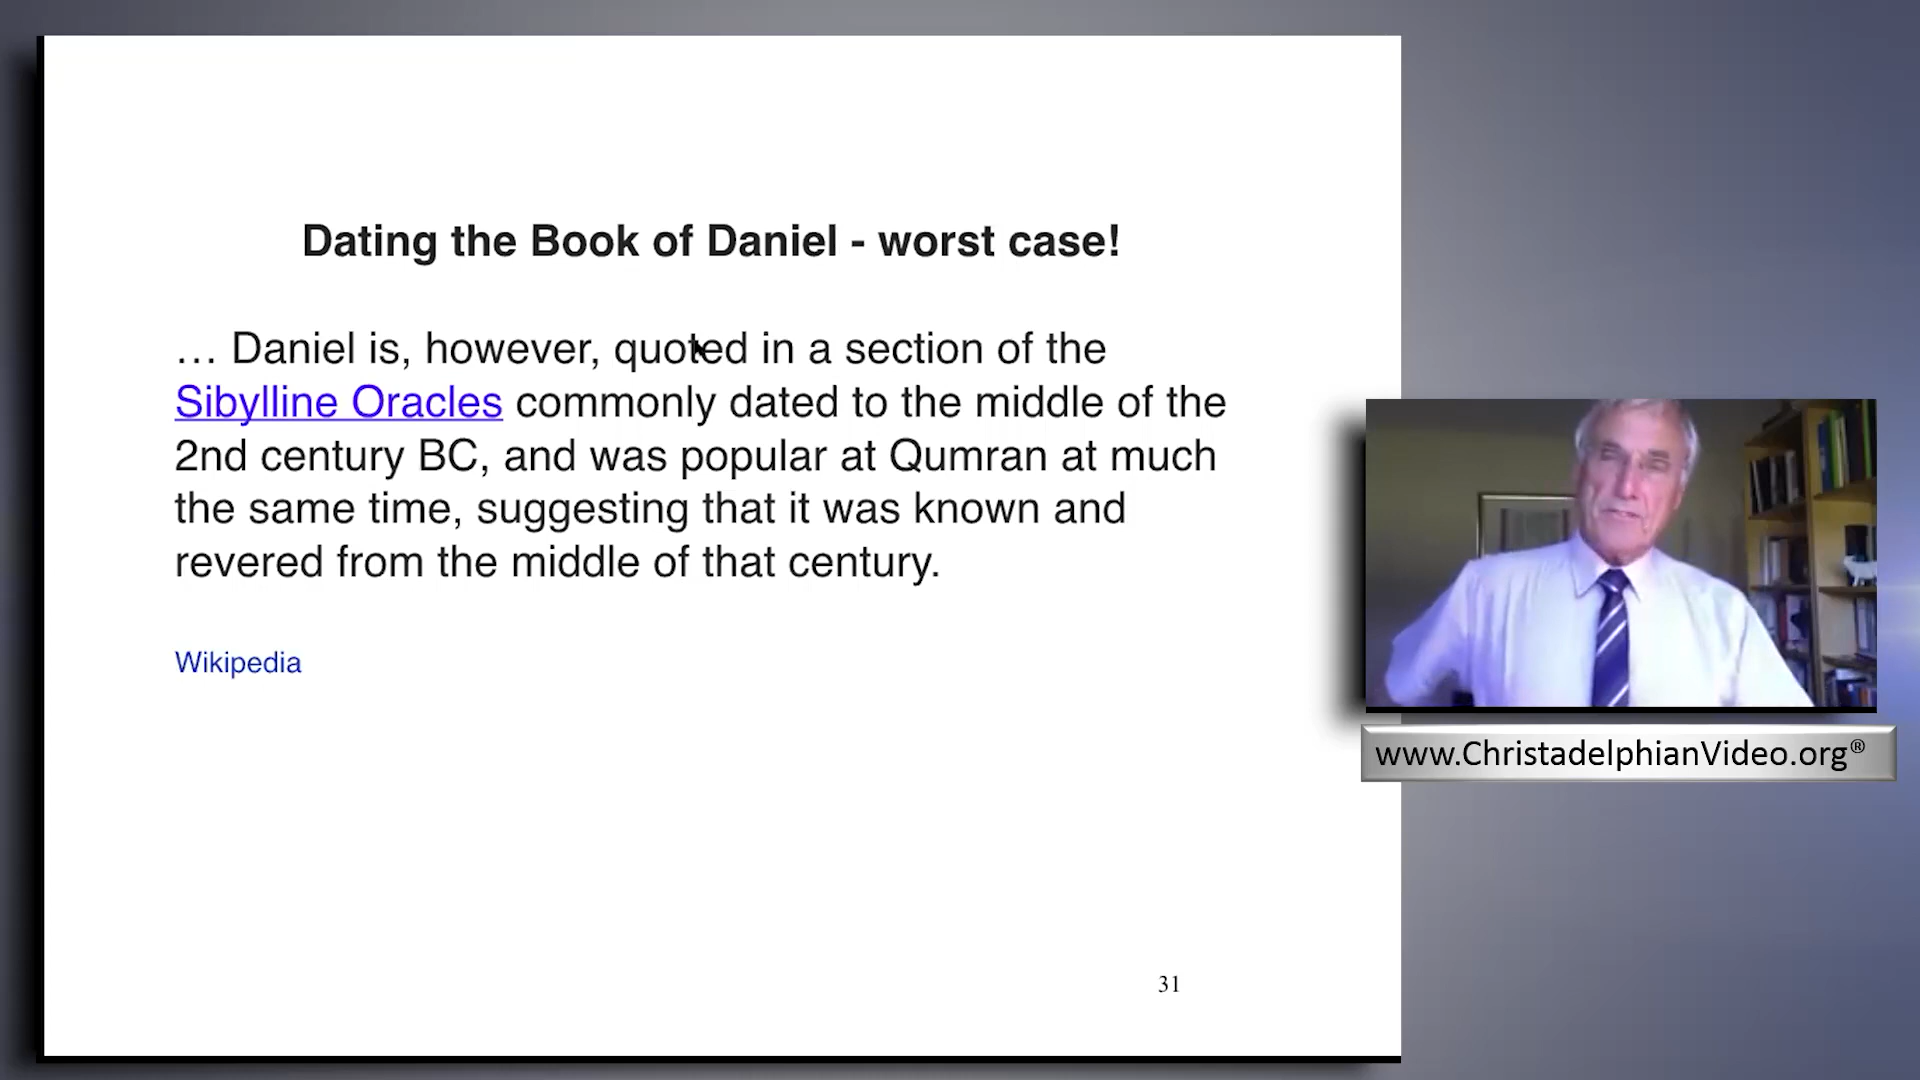 Dating the Book of Daniel - worst case!
… Daniel is, however, quoted in a section of the
Sibylline Oracles commonly dated to the middle of the
2nd century BC, and was popular at Qumran at much
the same time, suggesting that it was known and
revered from the middle of that century.
Wikipedia
31
www.ChristadelphianVideo.org®